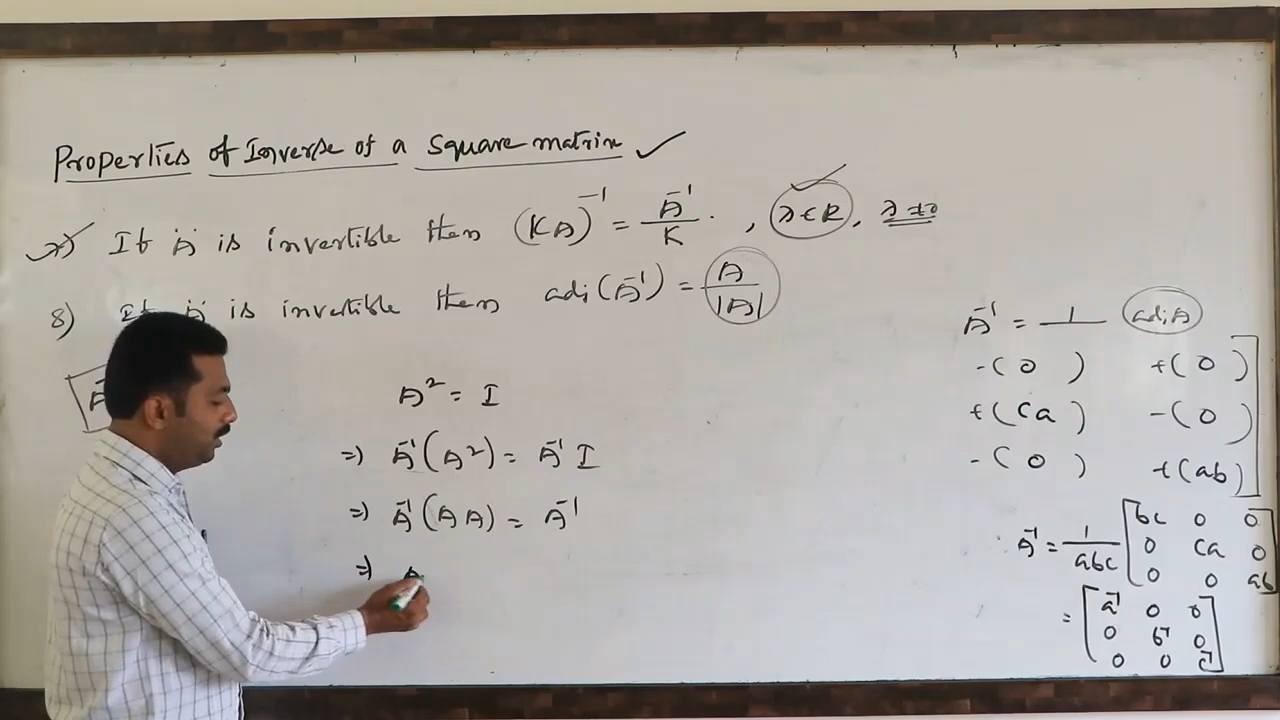 Properties of Inverse of a Square matrix ✓
7) If 'A' is invertible then (KA)⁻¹ = A⁻¹/K . , λ∈R, λ≠0
8) If 'A' is invertible then adj(A⁻¹) = A/|A|
A² = I
⇒ A⁻¹(A²) = A⁻¹ I
⇒ A⁻¹(AA) = A⁻¹
⇒ A
A⁻¹ = 1/ adjA
-( 0 ) +( 0 )
+( ca ) -( 0 )
-( 0 ) +(ab)
A⁻¹ = 1/abc [ bc 0 0
0 ca 0
0 0 ab
= [ a⁻¹ 0 0 ]
0 b⁻¹ 0
0 0 c⁻¹